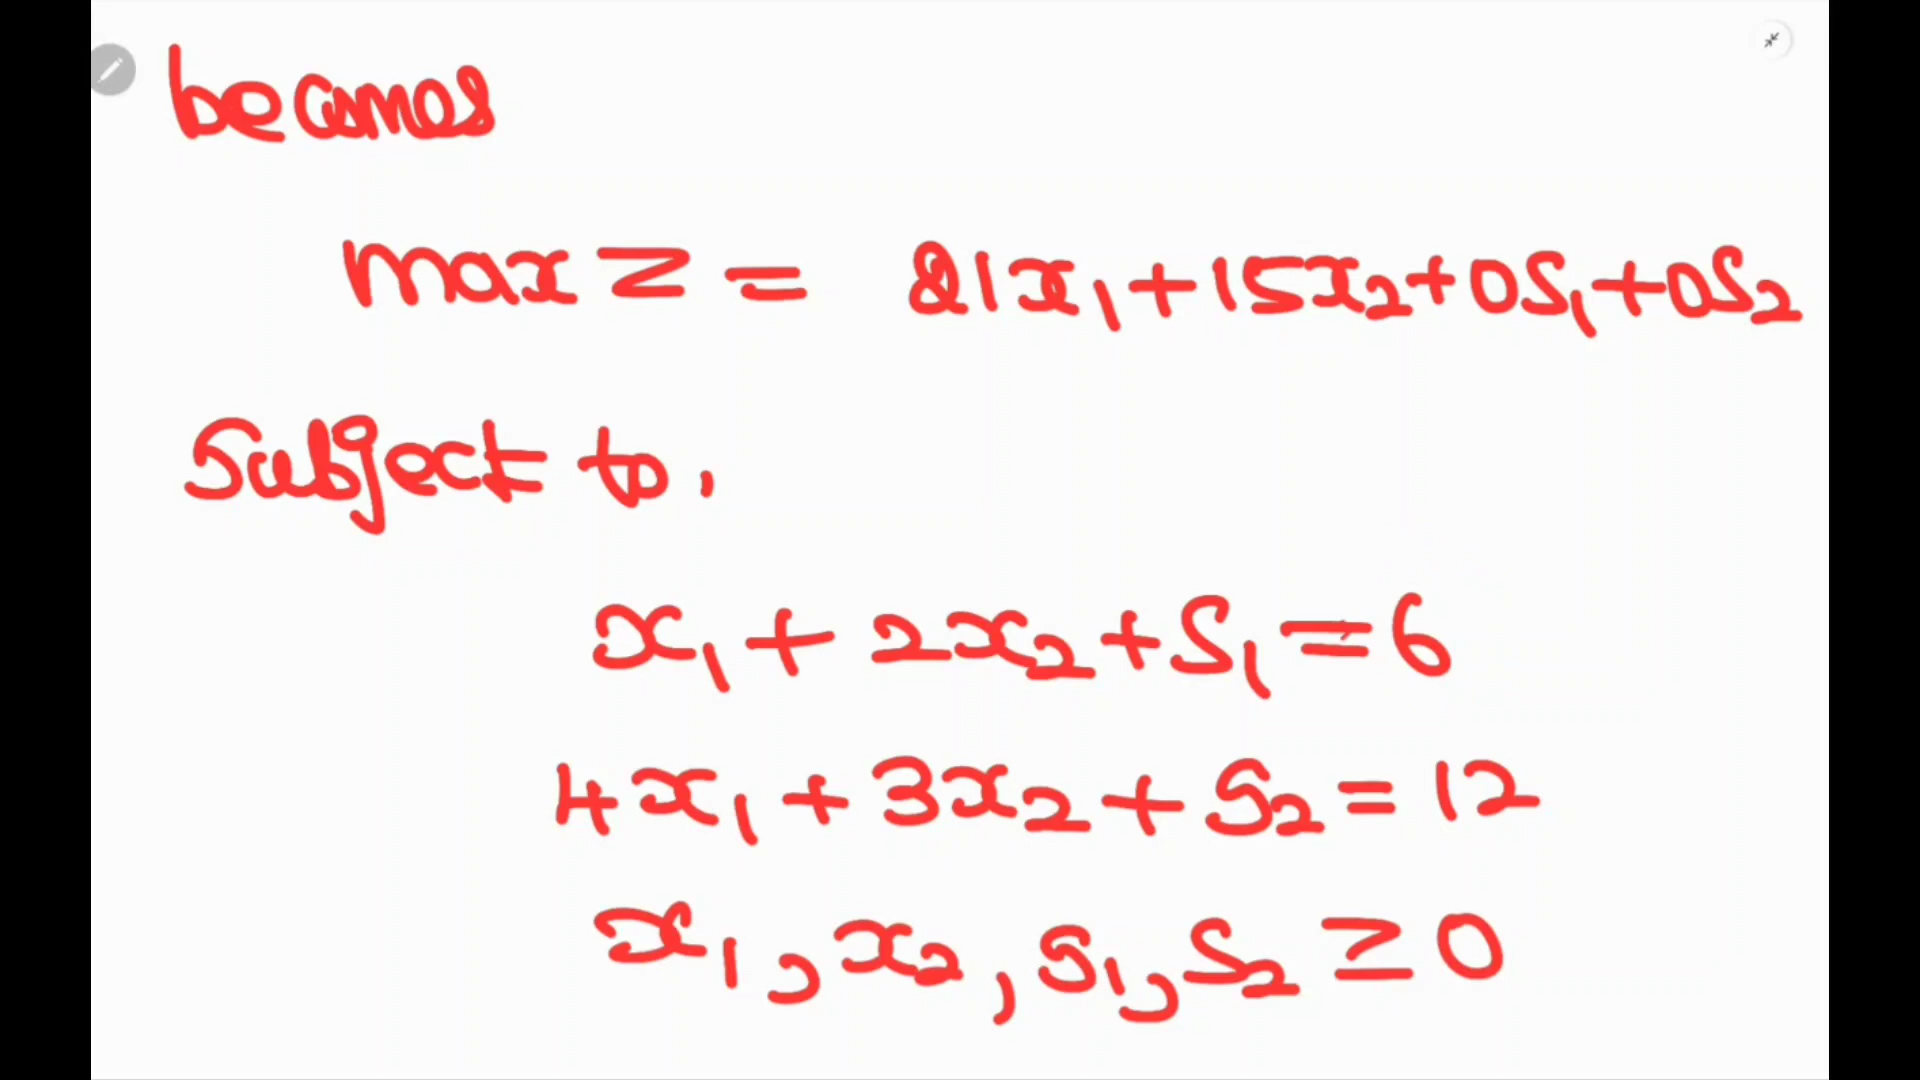 becomes
max Z = 21x₁+15x₂+0S₁+0S₂
Subject to,
x₁ + 2x₂ + S₁ = 6
4x₁ + 3x₂ + S₂ = 12
x₁, x₂, S₁, S₂ ≥ 0